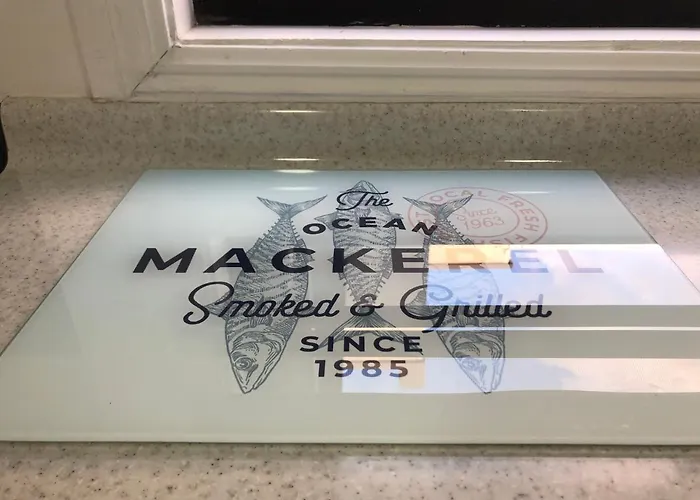 The
OCEAN
MACKEREL
Smoked & Grilled
SINCE
1985
LOCAL FRESH
Since
1963